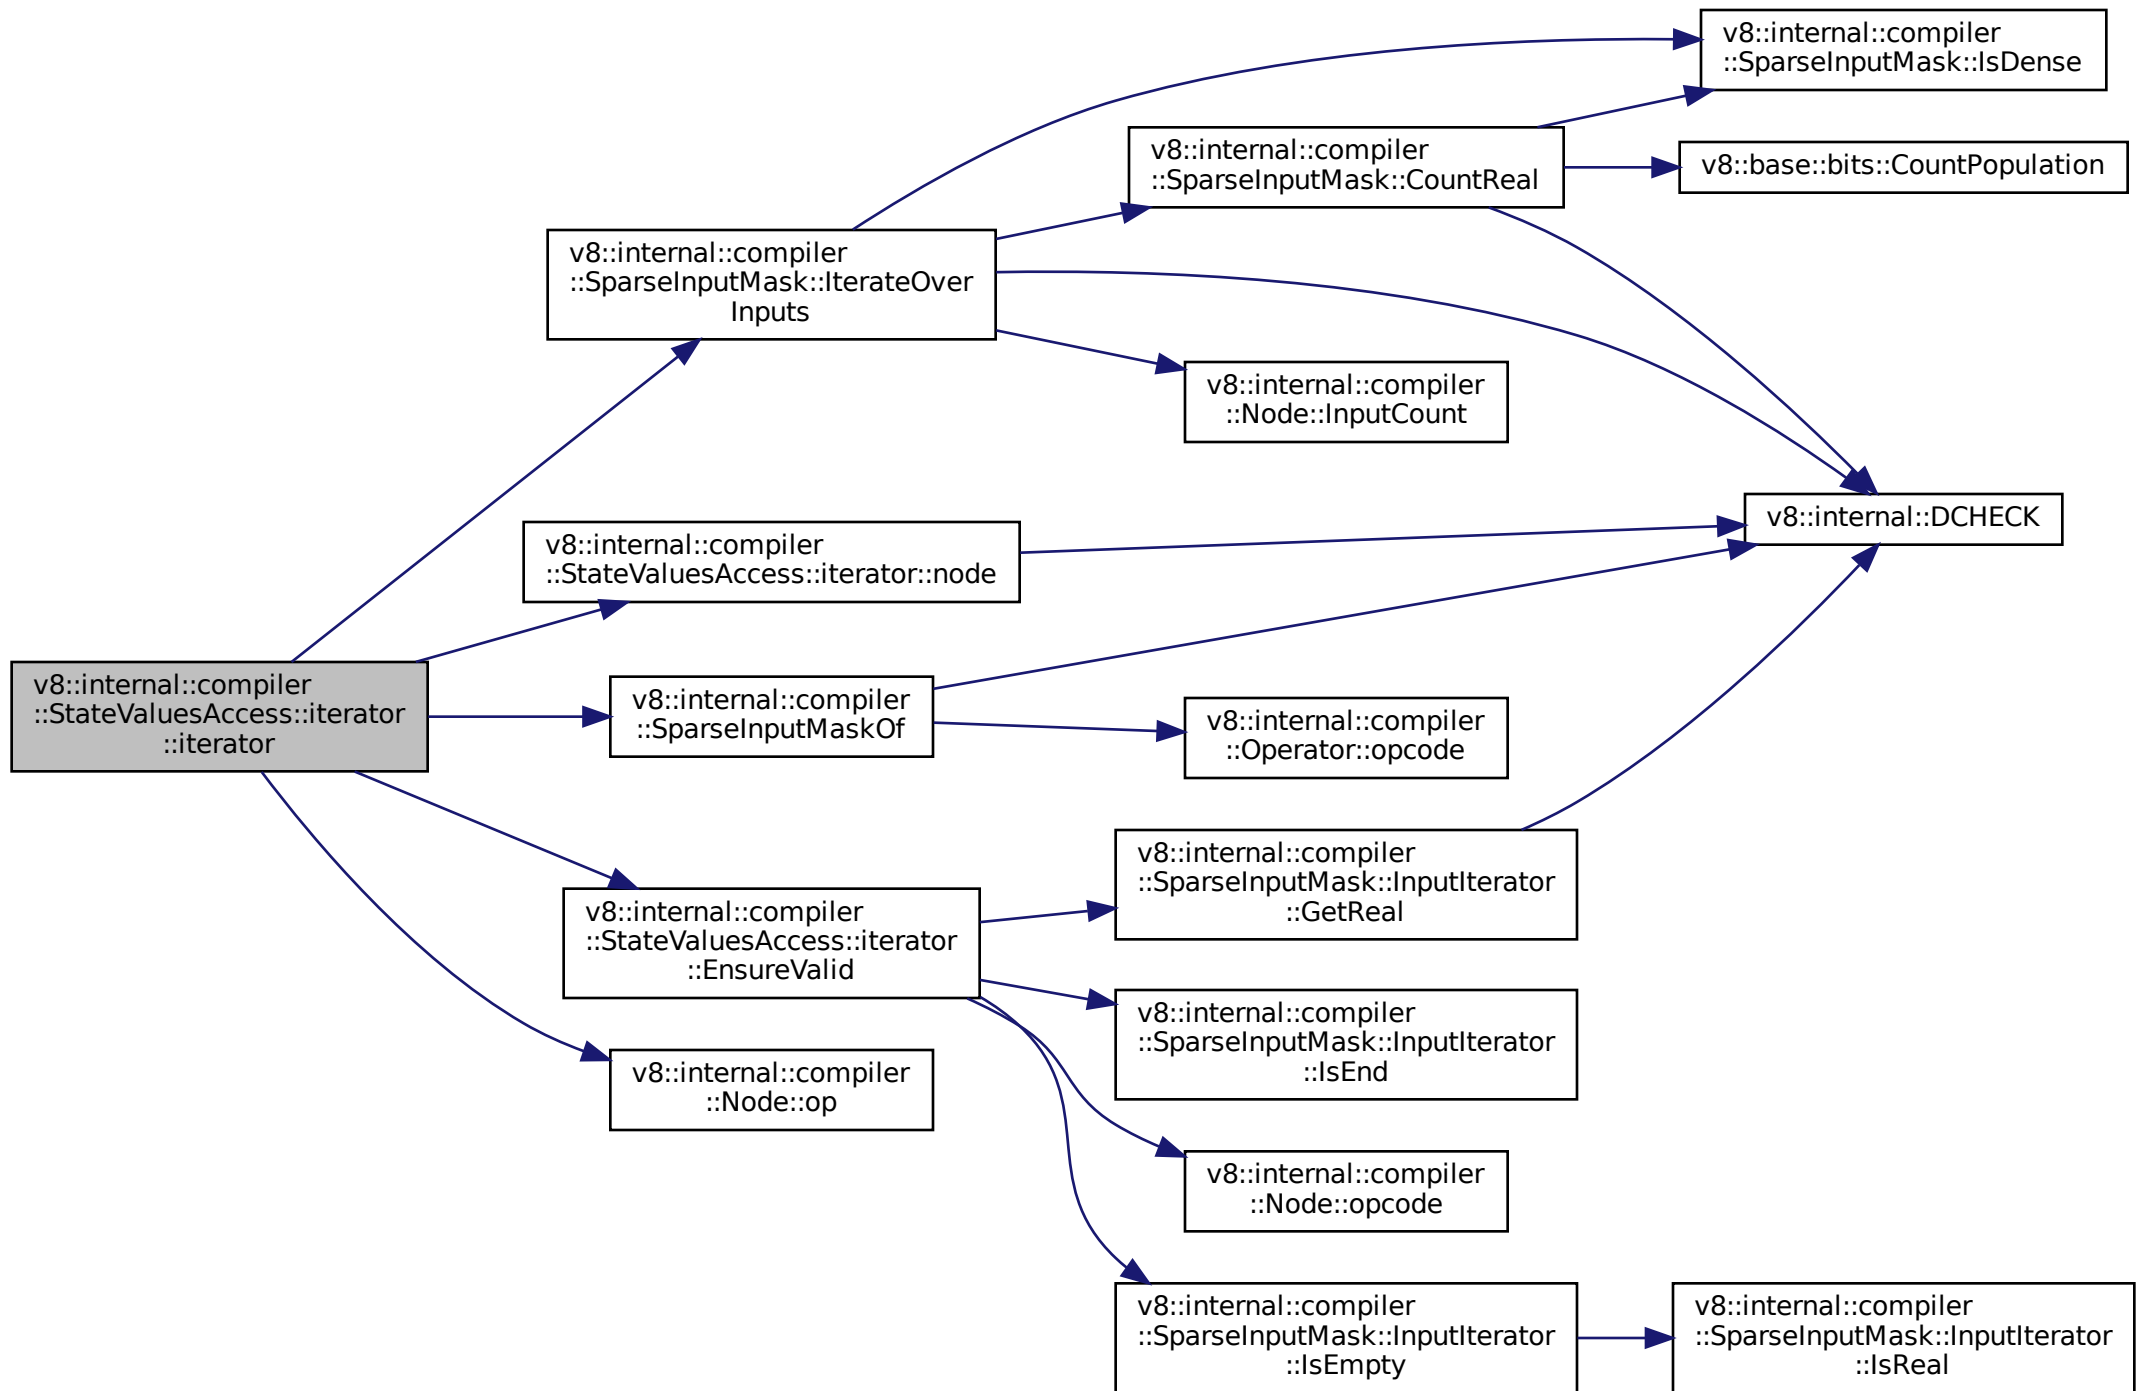 v8::internal::compiler
::SparseInputMask::IsDense
v8::internal::compiler
::SparseInputMask::CountReal
v8::base::bits::CountPopulation
v8::internal::compiler
::SparseInputMask::IterateOver
Inputs
v8::internal::compiler
::Node::InputCount
v8::internal::DCHECK
v8::internal::compiler
::StateValuesAccess::iterator::node
v8::internal::compiler
::StateValuesAccess::iterator
::iterator
v8::internal::compiler
::SparseInputMaskOf
v8::internal::compiler
::Operator::opcode
v8::internal::compiler
::SparseInputMask::InputIterator
::GetReal
v8::internal::compiler
::StateValuesAccess::iterator
::EnsureValid
v8::internal::compiler
::SparseInputMask::InputIterator
::IsEnd
v8::internal::compiler
::Node::op
v8::internal::compiler
::Node::opcode
v8::internal::compiler
::SparseInputMask::InputIterator
::IsEmpty
v8::internal::compiler
::SparseInputMask::InputIterator
::IsReal